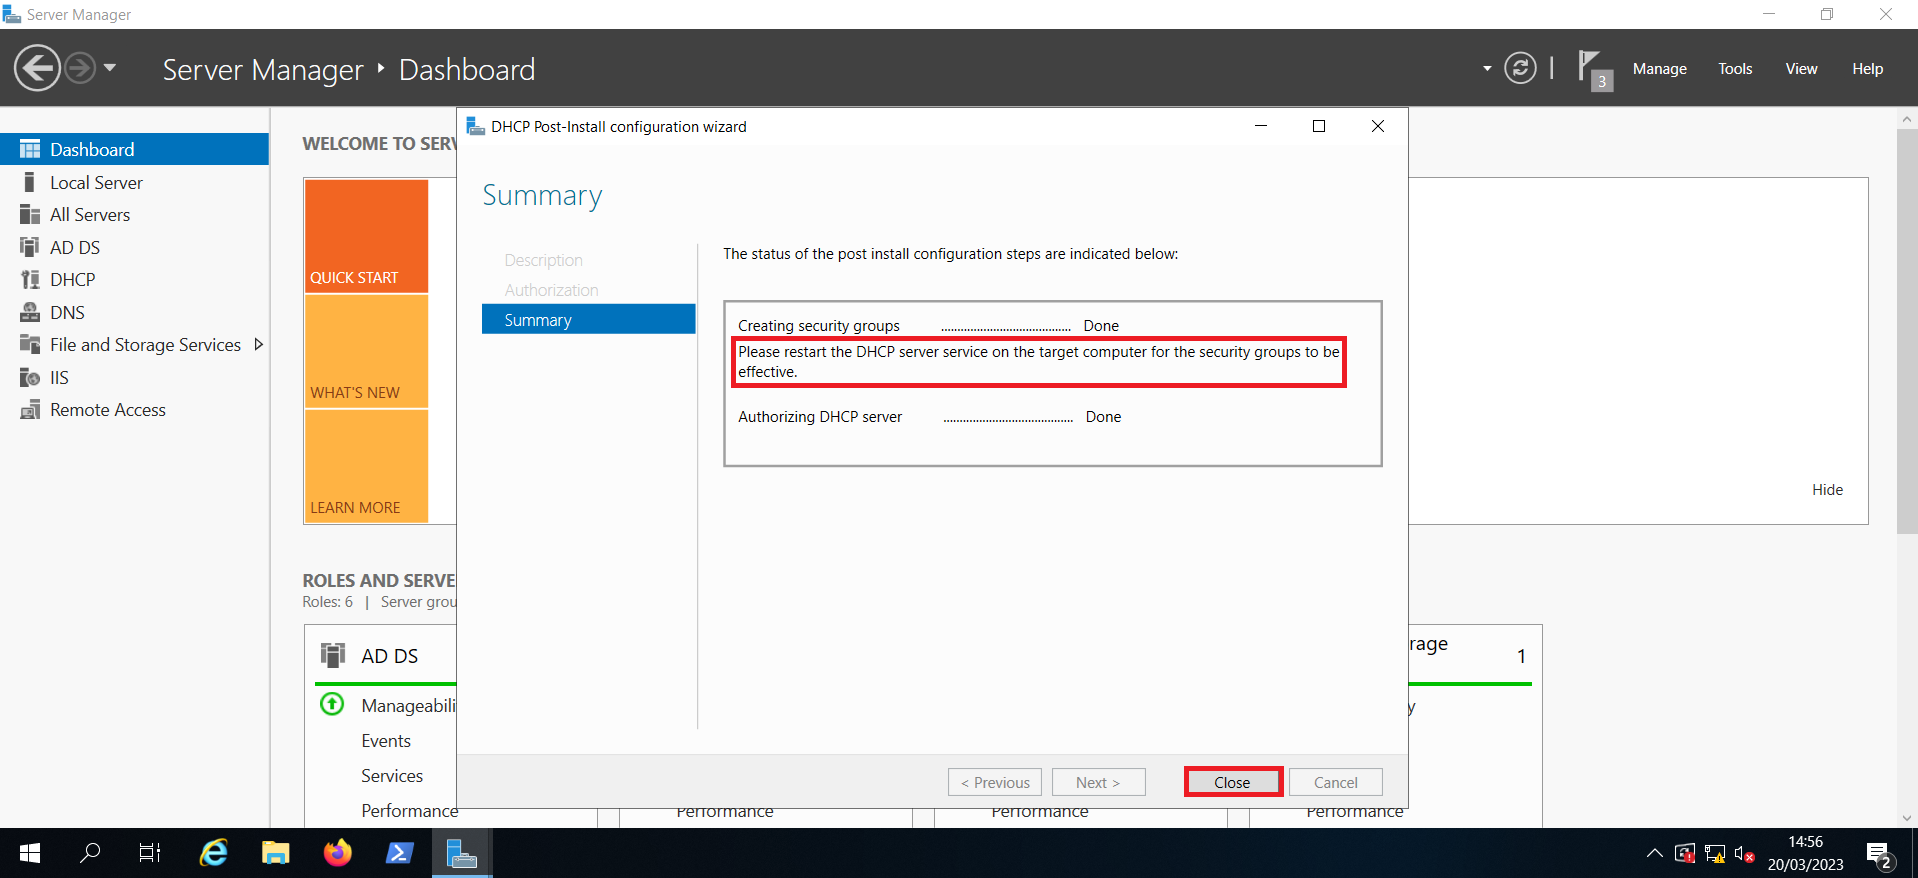 Server Manager
Server Manager ‣ Dashboard
3
Manage
Tools
View
Help
Dashboard
Local Server
All Servers
AD DS
DHCP
DNS
File and Storage Services
IIS
Remote Access
WELCOME TO SERV
QUICK START
WHAT'S NEW
LEARN MORE
Hide
ROLES AND SERVE
Roles: 6 | Server grou
AD DS
Manageabili
Events
Services
Performance
Performance
Performance
Performance
rage
1
y
DHCP Post-Install configuration wizard
Summary
Description
Authorization
Summary
The status of the post install configuration steps are indicated below:
Creating security groups ........................................ Done
Please restart the DHCP server service on the target computer for the security groups to be
effective.
Authorizing DHCP server ........................................ Done
< Previous
Next >
Close
Cancel
14:56
20/03/2023
2